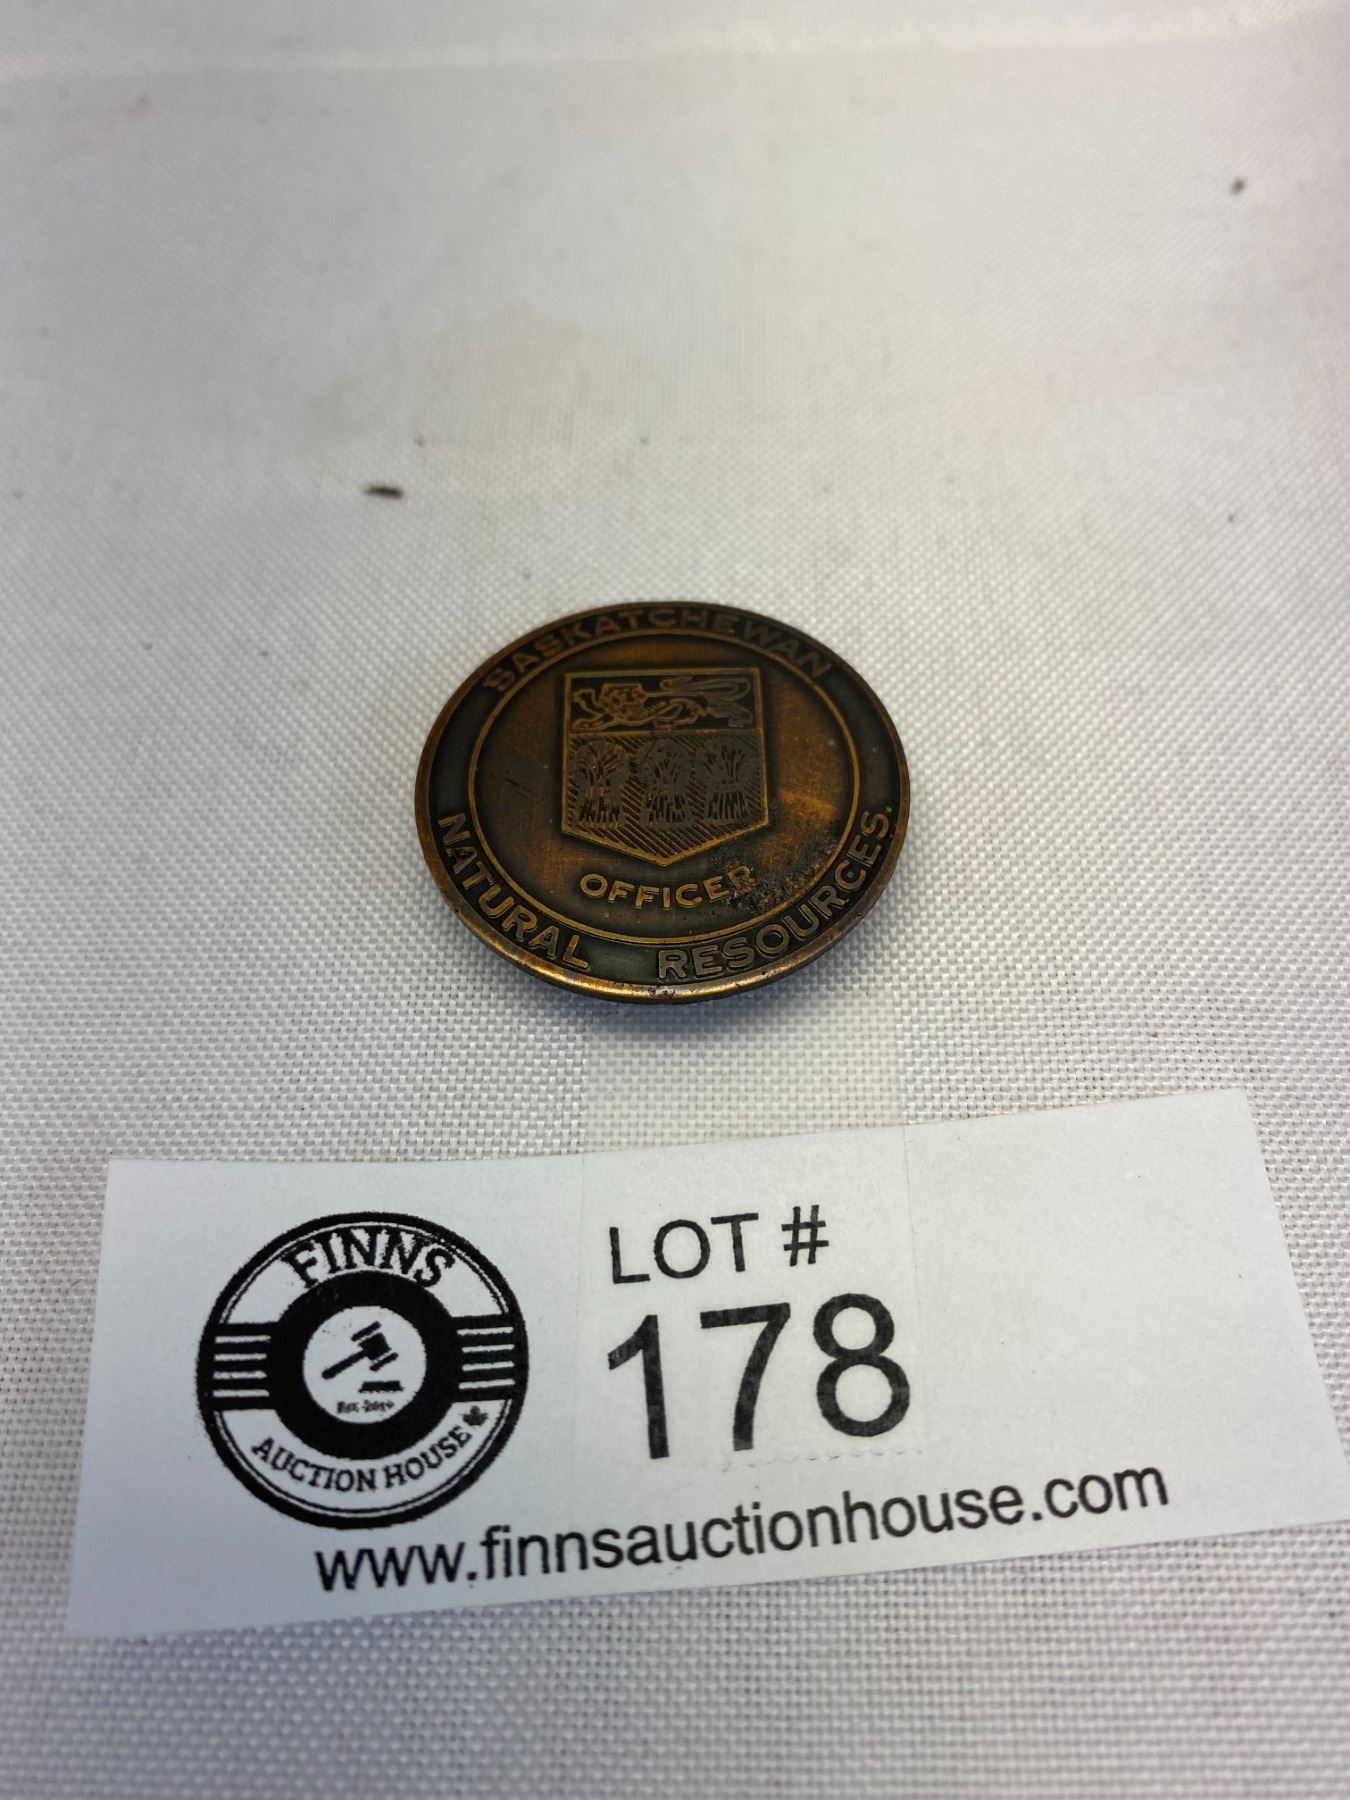 SASKATCHEWAN
OFFICER
NATURAL RESOURCES.
FINNS
AUCTION HOUSE
LOT #
178
www.finnsauctionhouse.com